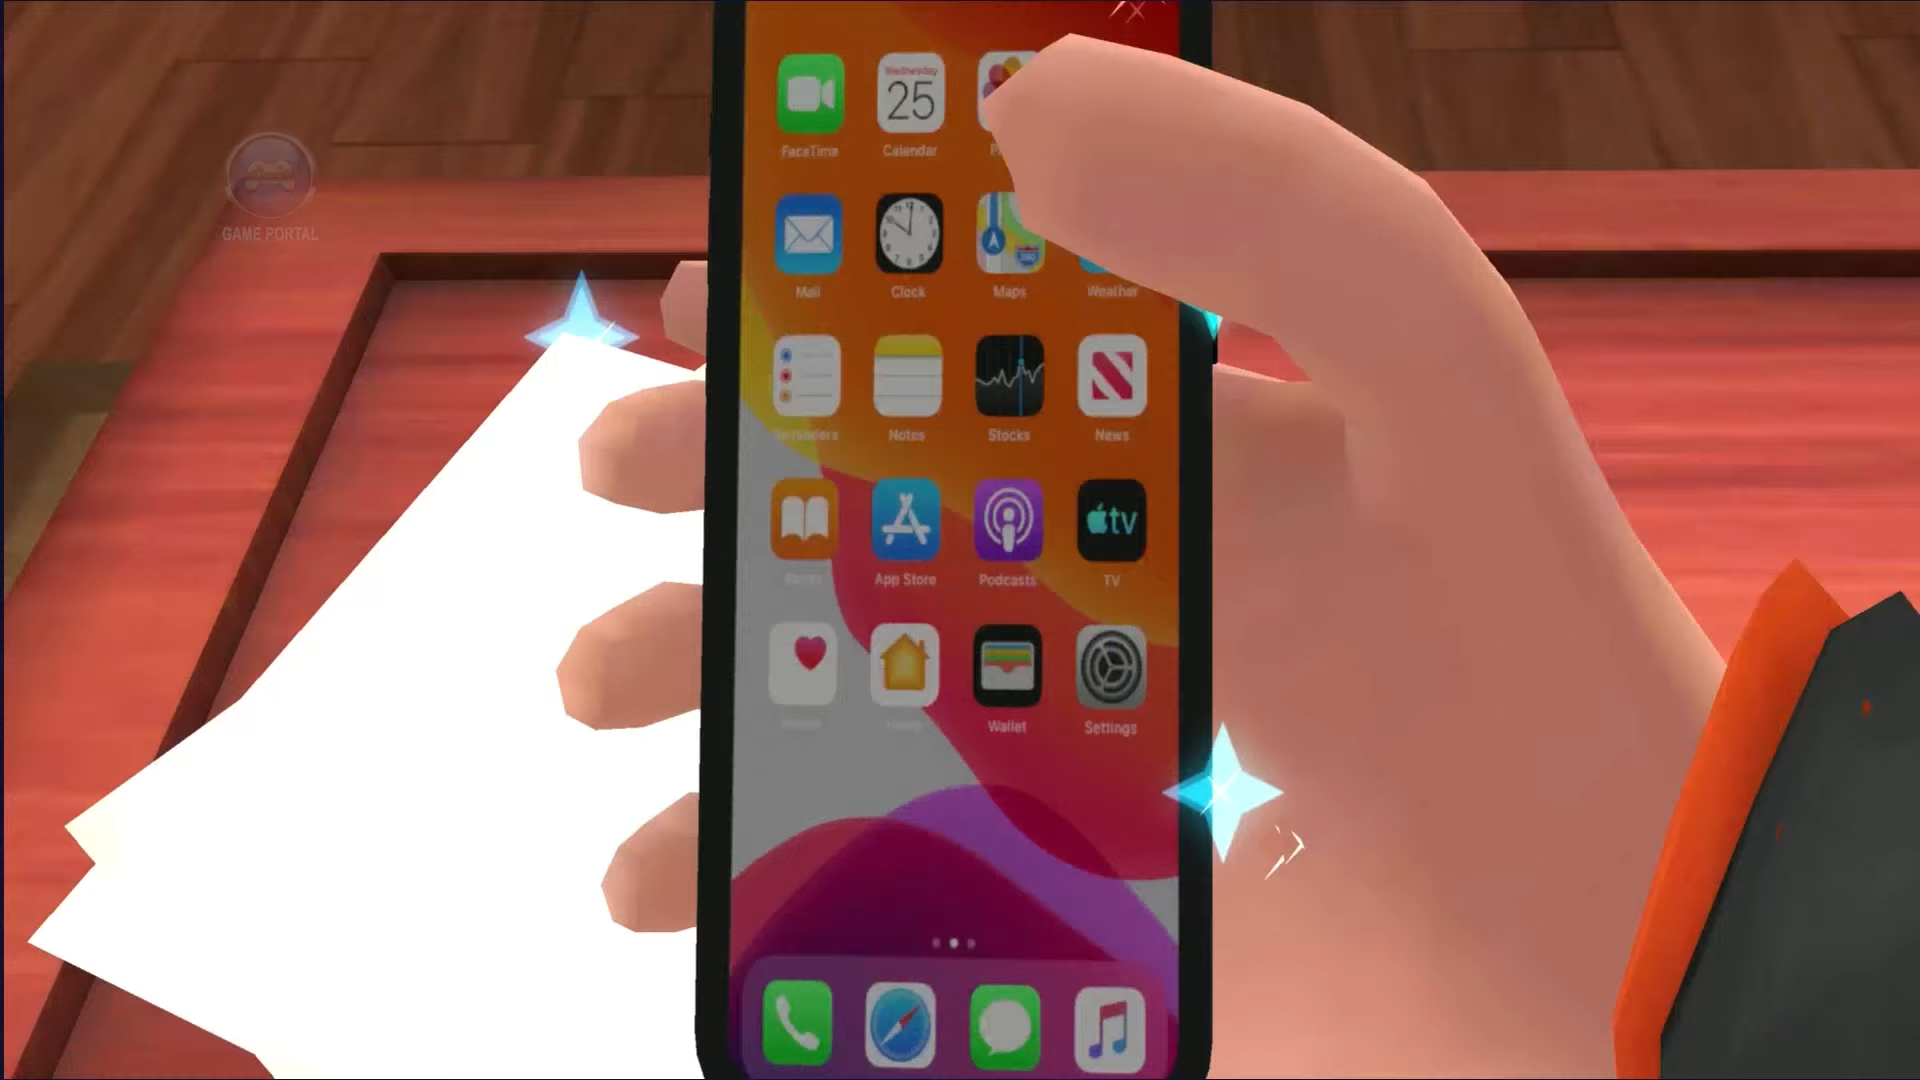 Wednesday
25
FaceTime
Calendar
GAME PORTAL
Mail
Clock
Maps
Weather
Notes
Stocks
News
tv
App Store
Podcasts
TV
Wallet
Settings